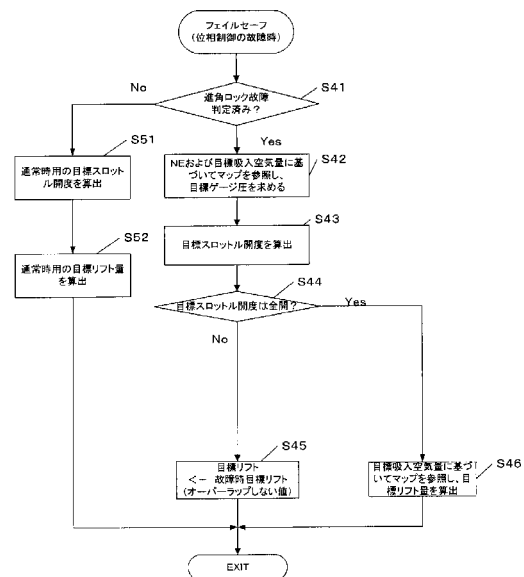 フェイルセーフ
(位相制御の故障時)
No
S41
進角ロック故障
判定済み?
S51
Yes
S42
通常時用の目標スロット
ル開度を算出
NEおよび目標吸入空気量に基
づいてマップを参照し、
目標ゲージ圧を求める
S43
S52
目標スロットル開度を算出
通常時用の目標リフト量
を算出
S44
目標スロットル開度は全開?
Yes
No
S45
目標リフト
<- 故障時目標リフト
(オーバーラップしない値)
S46
目標吸入空気量に基づ
いてマップを参照し、目
標リフト量を算出
EXIT